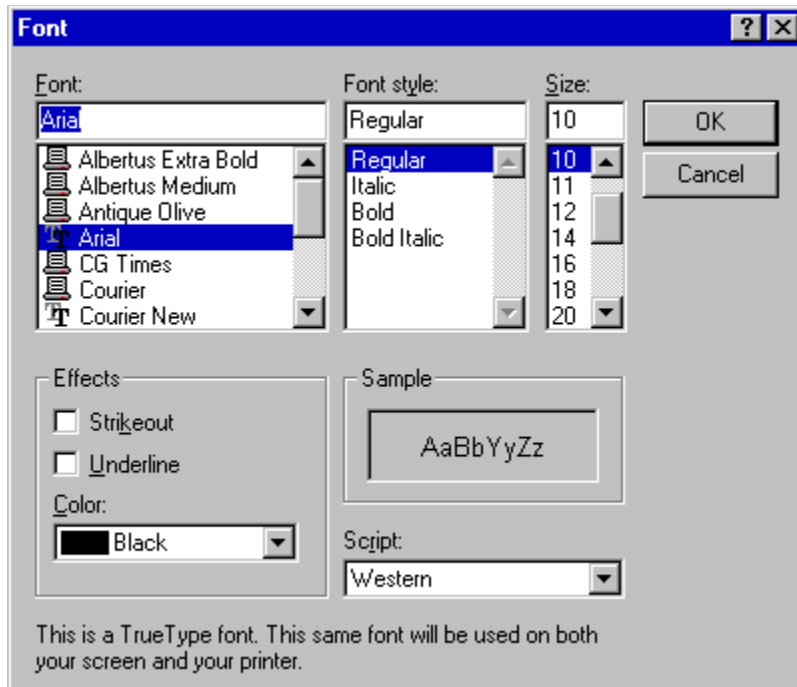 Font
Font:
Arial
Albertus Extra Bold
Albertus Medium
Antique Olive
Arial
CG Times
Courier
Courier New
Font style:
Regular
Regular
Italic
Bold
Bold Italic
Size:
10
10
11
12
14
16
18
20
OK
Cancel
Effects
Strikeout
Underline
Color:
Black
Sample
AaBbYyZz
Script:
Western
This is a TrueType font. This same font will be used on both
your screen and your printer.